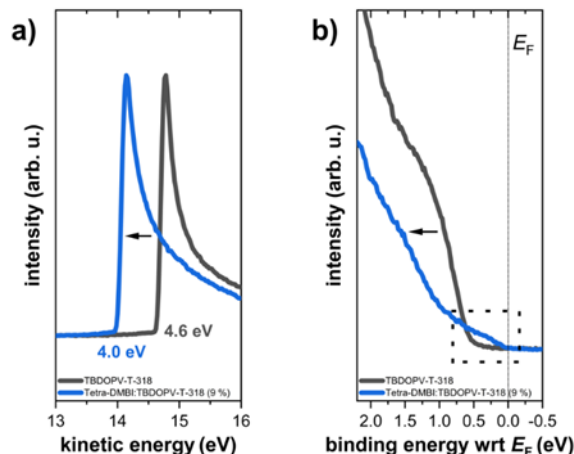 a)
intensity (arb. u.)
4.0 eV
4.6 eV
TBDOPV-T-318
Tetra-DMBI:TBDOPV-T-318 (9 %)
13 14 15 16
kinetic energy (eV)
b)
E_F
intensity (arb. u.)
TBDOPV-T-318
Tetra-DMBI:TBDOPV-T-318 (9 %)
2.0 1.5 1.0 0.5 0.0 -0.5
binding energy wrt E_F (eV)